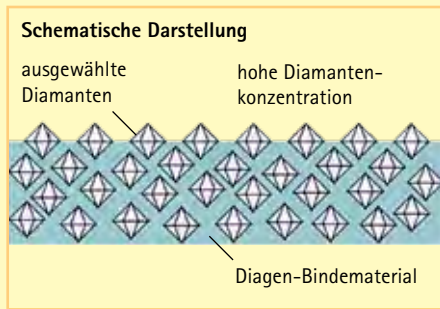 Schematische Darstellung
ausgewählte
Diamanten
hohe Diamanten-
konzentration
Diagen-Bindematerial